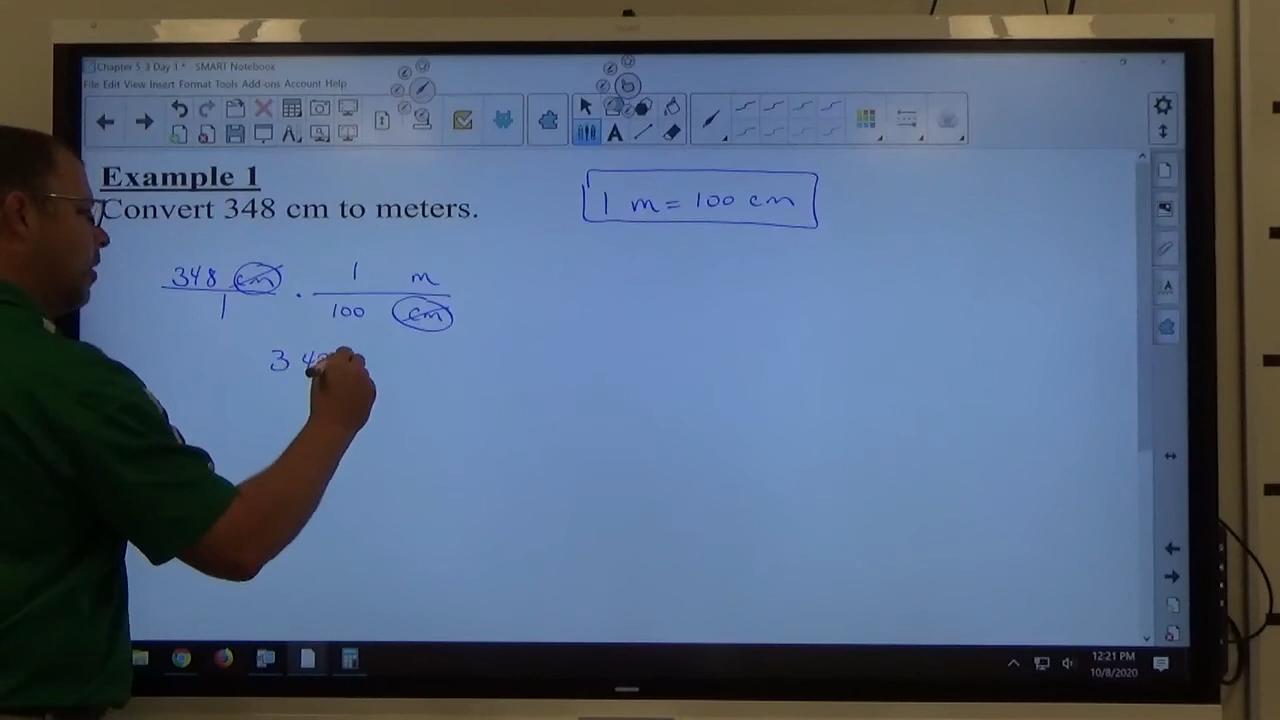 Chapter 5-3 Day 1 * - SMART Notebook
File Edit View Insert Format Tools Add-ons Account Help
Example 1
Convert 348 cm to meters.
1 m = 100 cm
348 cm 1 m
1 · 100 cm
3 4
12:21 PM
10/8/2020